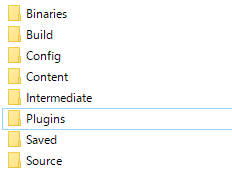 Binaries
Build
Config
Content
Intermediate
Plugins
Saved
Source